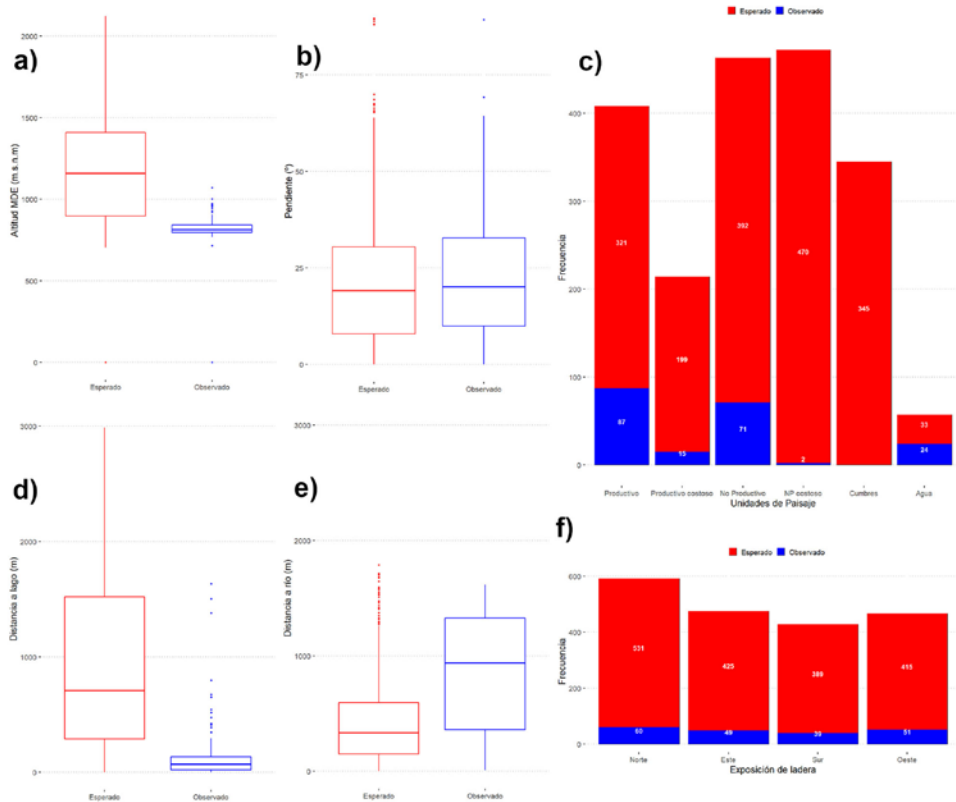 a)
Altitud MDE (m.s.n.m)
2000
1500
1000
500
0
Esperado Observado
b)
Pendiente (º)
75
50
25
0
Esperado Observado
Esperado Observado
c)
Frecuencia
400
300
200
100
0
321 199 392 470 345 33
87 15 71 2 24
Productivo Productivo costoso No Productivo NP costoso Cumbres Agua
Unidades de Paisaje
d)
Distancia a lago (m)
3000
2000
1000
0
Esperado Observado
e)
Distancia a río (m)
3000
2000
1000
0
Esperado Observado
f)
Esperado Observado
Frecuencia
600
400
200
0
531 425 389 415
60 49 39 51
Norte Este Sur Oeste
Exposición de ladera